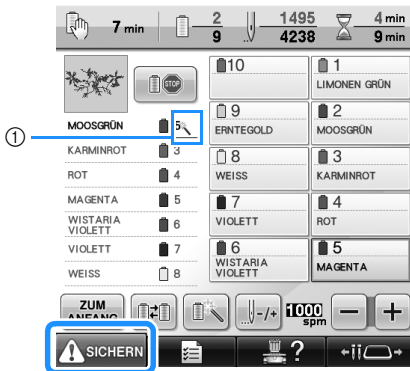 7 min 2 1495 4 min
9 4238 9 min
10 1
LIMONEN GRÜN
MOOSGRÜN 5 9 2
ERNTEGOLD MOOSGRÜN
KARMINROT 3 8 3
ROT 4 WEISS KARMINROT
MAGENTA 5 7 4
WISTARIA VIOLETT 6 VIOLETT ROT
VIOLETT 7 6 5
WEISS 8 WISTARIA VIOLETT MAGENTA
STOP
1
ZUM
ANFANG -/+ 1000
spm - +
SICHERN ?